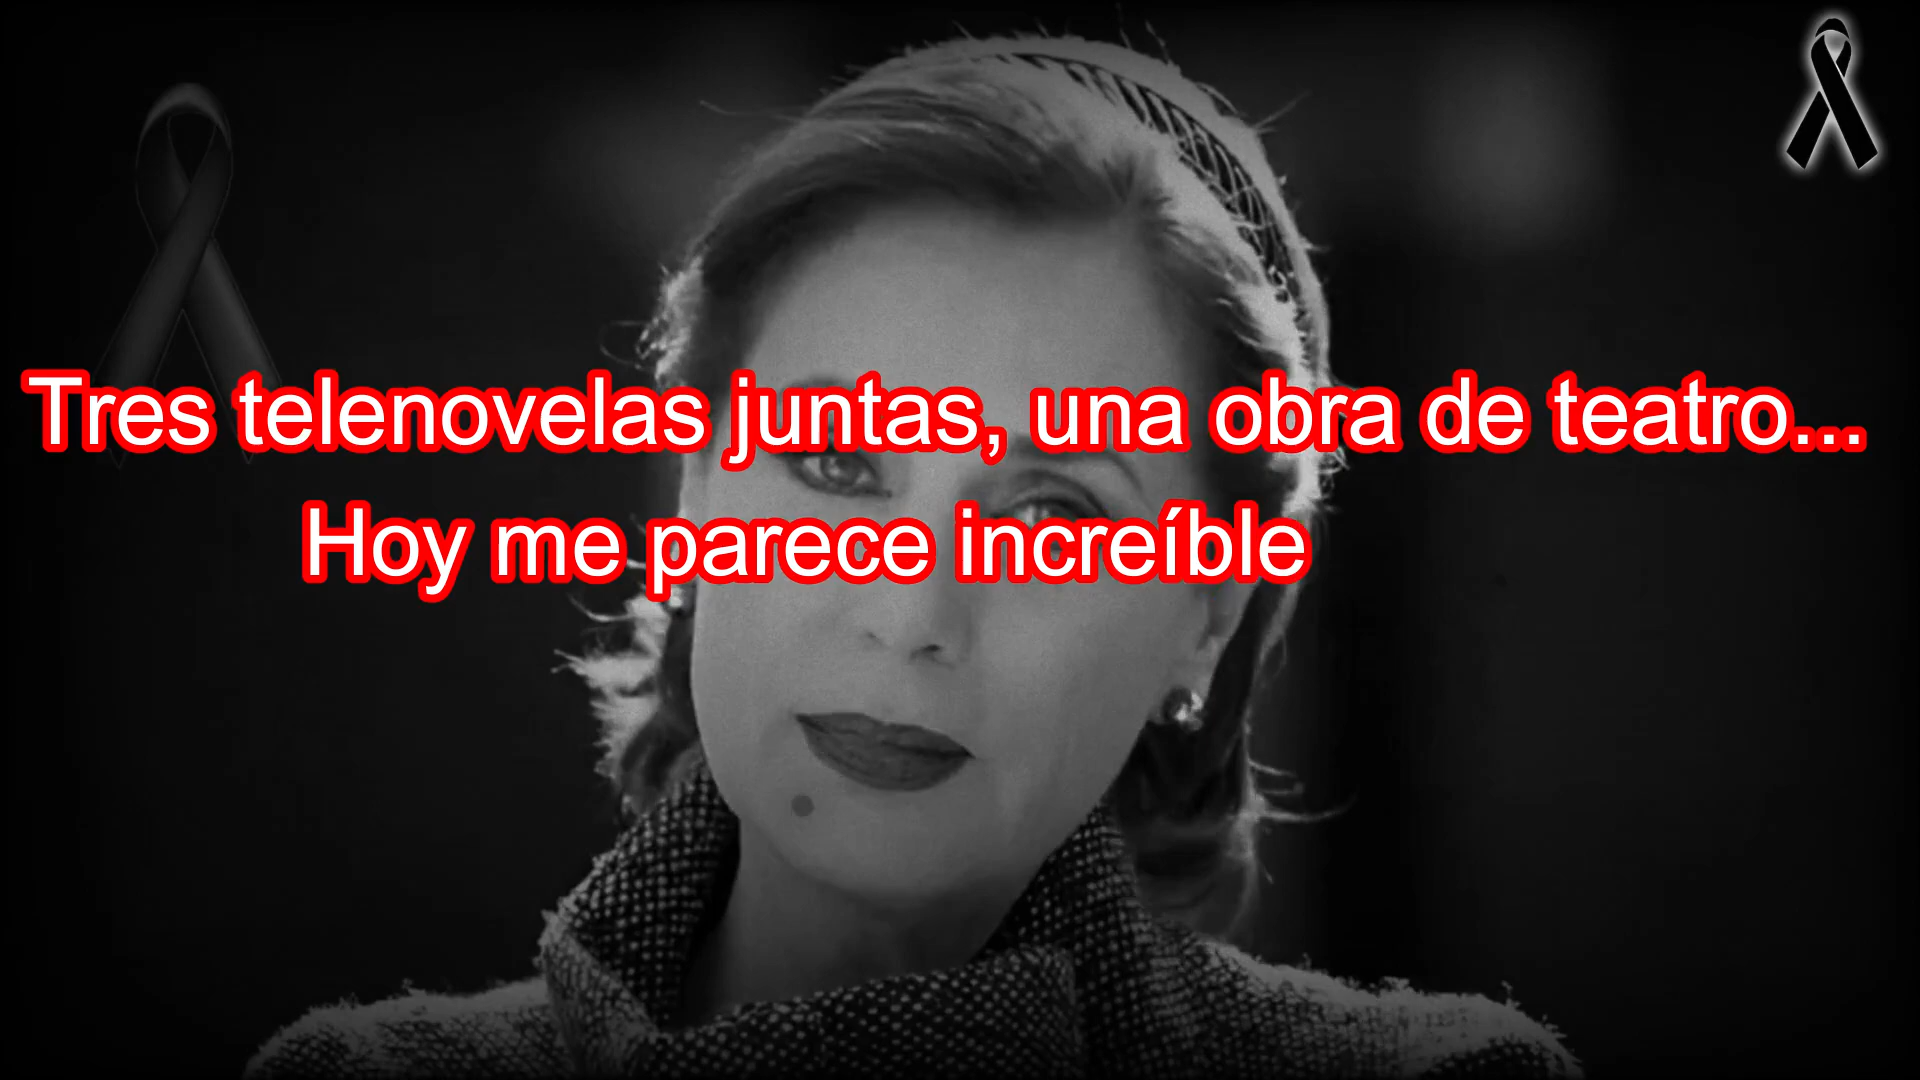 Tres telenovelas juntas, una obra de teatro...
Hoy me parece increíble